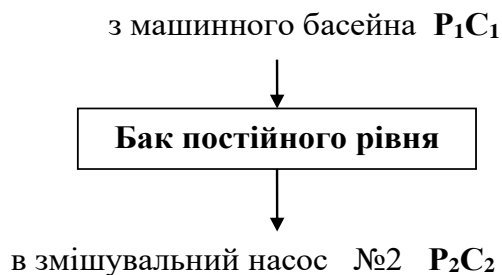 з машинного басейна P₁C₁
Бак постійного рівня
в змішувальний насос №2 P₂C₂